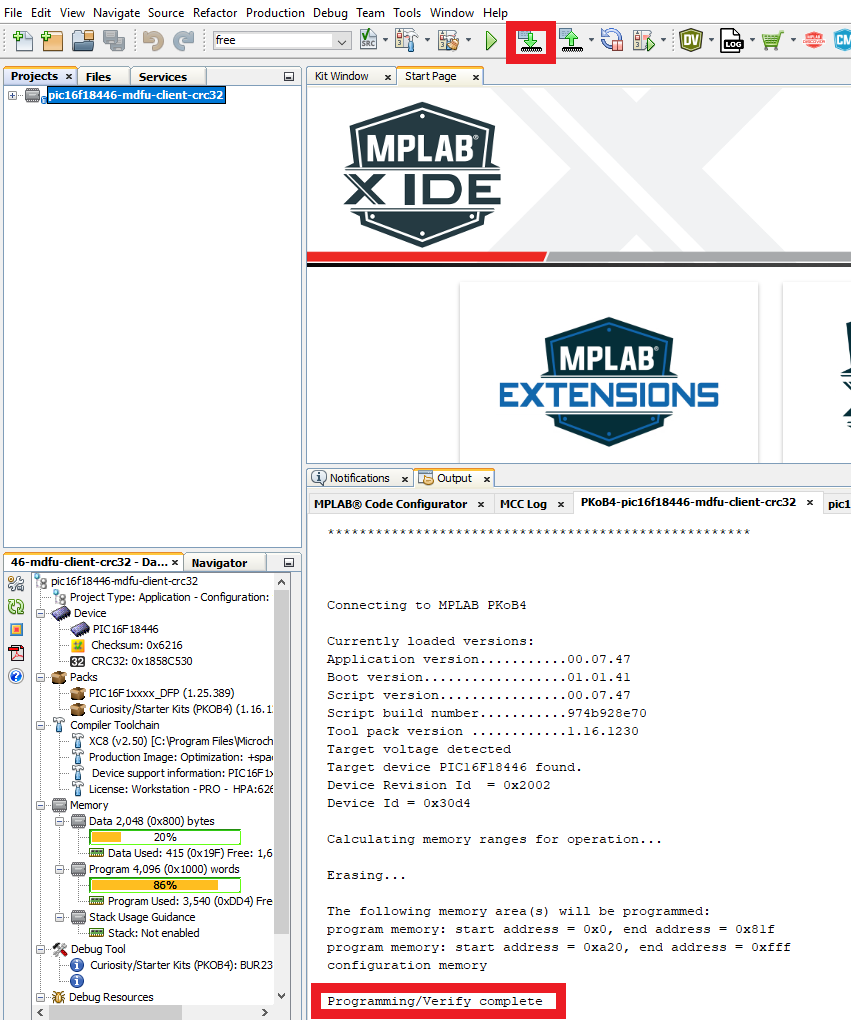 File Edit View Navigate Source Refactor Production Debug Team Tools Window Help
free
SRC
DV
LOG
CM
Projects × Files Services
pic16f18446-mdfu-client-crc32
Kit Window × Start Page ×
MPLAB®
X IDE
MPLAB®
EXTENSIONS
Notifications × Output ×
MPLAB® Code Configurator × MCC Log × PKoB4-pic16f18446-mdfu-client-crc32 × pic1
******************************************************
Connecting to MPLAB PKoB4
Currently loaded versions:
Application version...........00.07.47
Boot version..................01.01.41
Script version................00.07.47
Script build number...........974b928e70
Tool pack version ............1.16.1230
Target voltage detected
Target device PIC16F18446 found.
Device Revision Id  = 0x2002
Device Id = 0x30d4
Calculating memory ranges for operation...
Erasing...
The following memory area(s) will be programmed:
program memory: start address = 0x0, end address = 0x81f
program memory: start address = 0xa20, end address = 0xfff
configuration memory
Programming/Verify complete
46-mdfu-client-crc32 - Da... × Navigator
pic16f18446-mdfu-client-crc32
Project Type: Application - Configuration:
Device
PIC16F18446
Checksum: 0x6216
32 CRC32: 0x1858C530
Packs
PIC16F1xxxx_DFP (1.25.389)
Curiosity/Starter Kits (PKOB4) (1.16.1
Compiler Toolchain
XC8 (v2.50) [C:\Program Files\Microch
Production Image: Optimization: +spa
Device support information: PIC16F1x
License: Workstation - PRO - HPA:626
Memory
Data 2,048 (0x800) bytes
20%
Data Used: 415 (0x19F) Free: 1,6
Program 4,096 (0x1000) words
86%
Program Used: 3,540 (0xDD4) Fre
Stack Usage Guidance
Stack: Not enabled
Debug Tool
Curiosity/Starter Kits (PKOB4): BUR23
Debug Resources